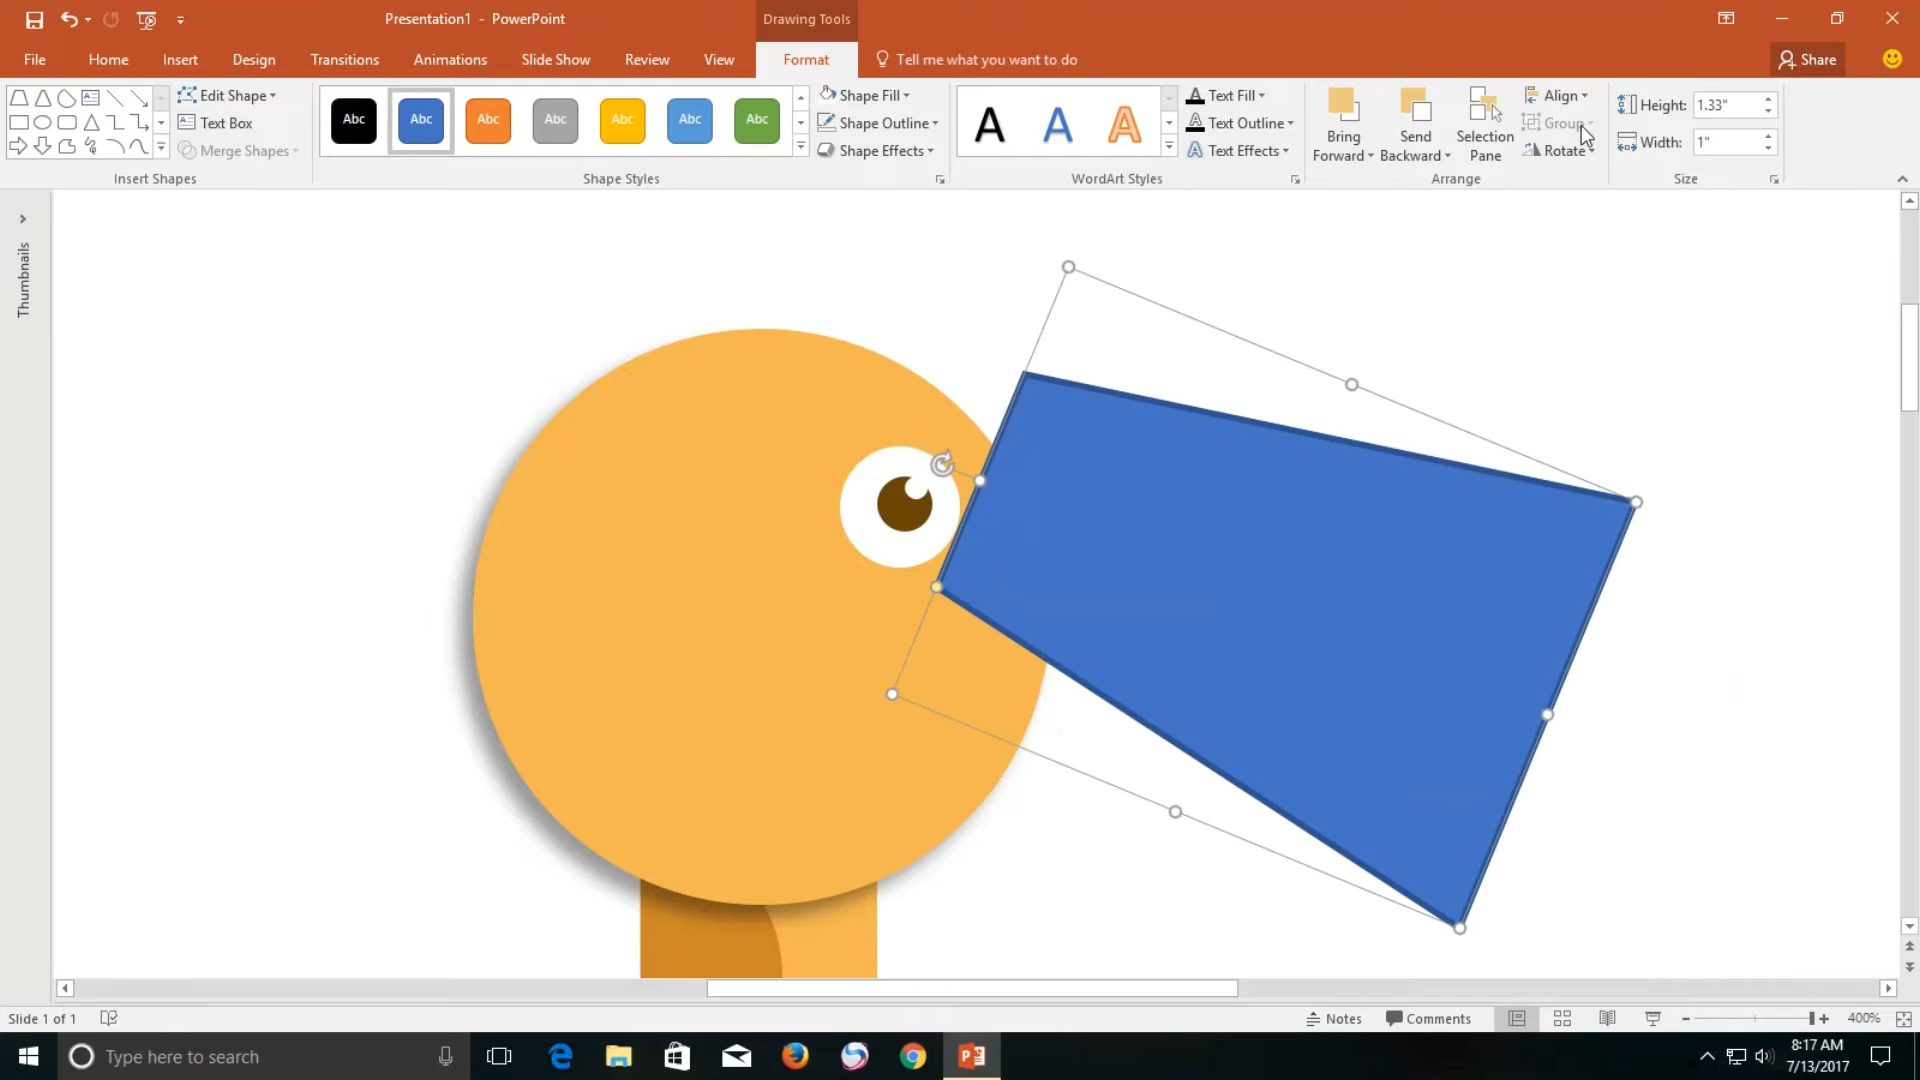 Presentation1 - PowerPoint
Drawing Tools
File Home Insert Design Transitions Animations Slide Show Review View Format Tell me what you want to do Share
Edit Shape
Text Box
Merge Shapes
Insert Shapes
Abc Abc Abc Abc Abc Abc Abc
Shape Fill
Shape Outline
Shape Effects
Shape Styles
A A A
Text Fill
Text Outline
Text Effects
WordArt Styles
Bring Forward
Send Backward
Selection Pane
Align
Group
Rotate
Arrange
Height: 1.33"
Width: 1"
Size
Thumbnails
Slide 1 of 1
Notes Comments 400%
Type here to search
8:17 AM
7/13/2017